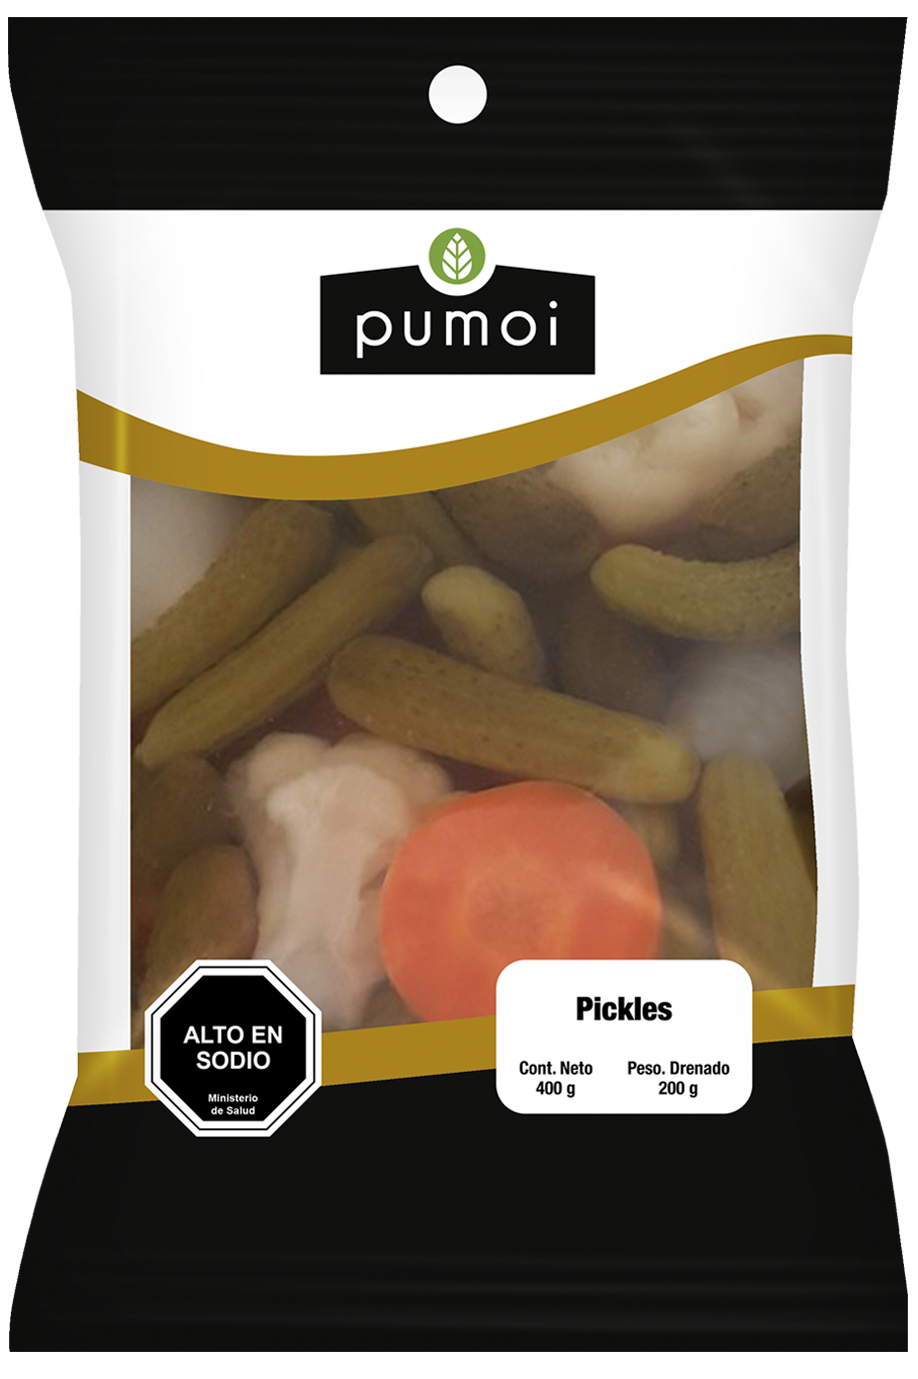 pumoi
ALTO EN
SODIO
Ministerio
de Salud
Pickles
Cont. Neto
400 g
Peso. Drenado
200 g